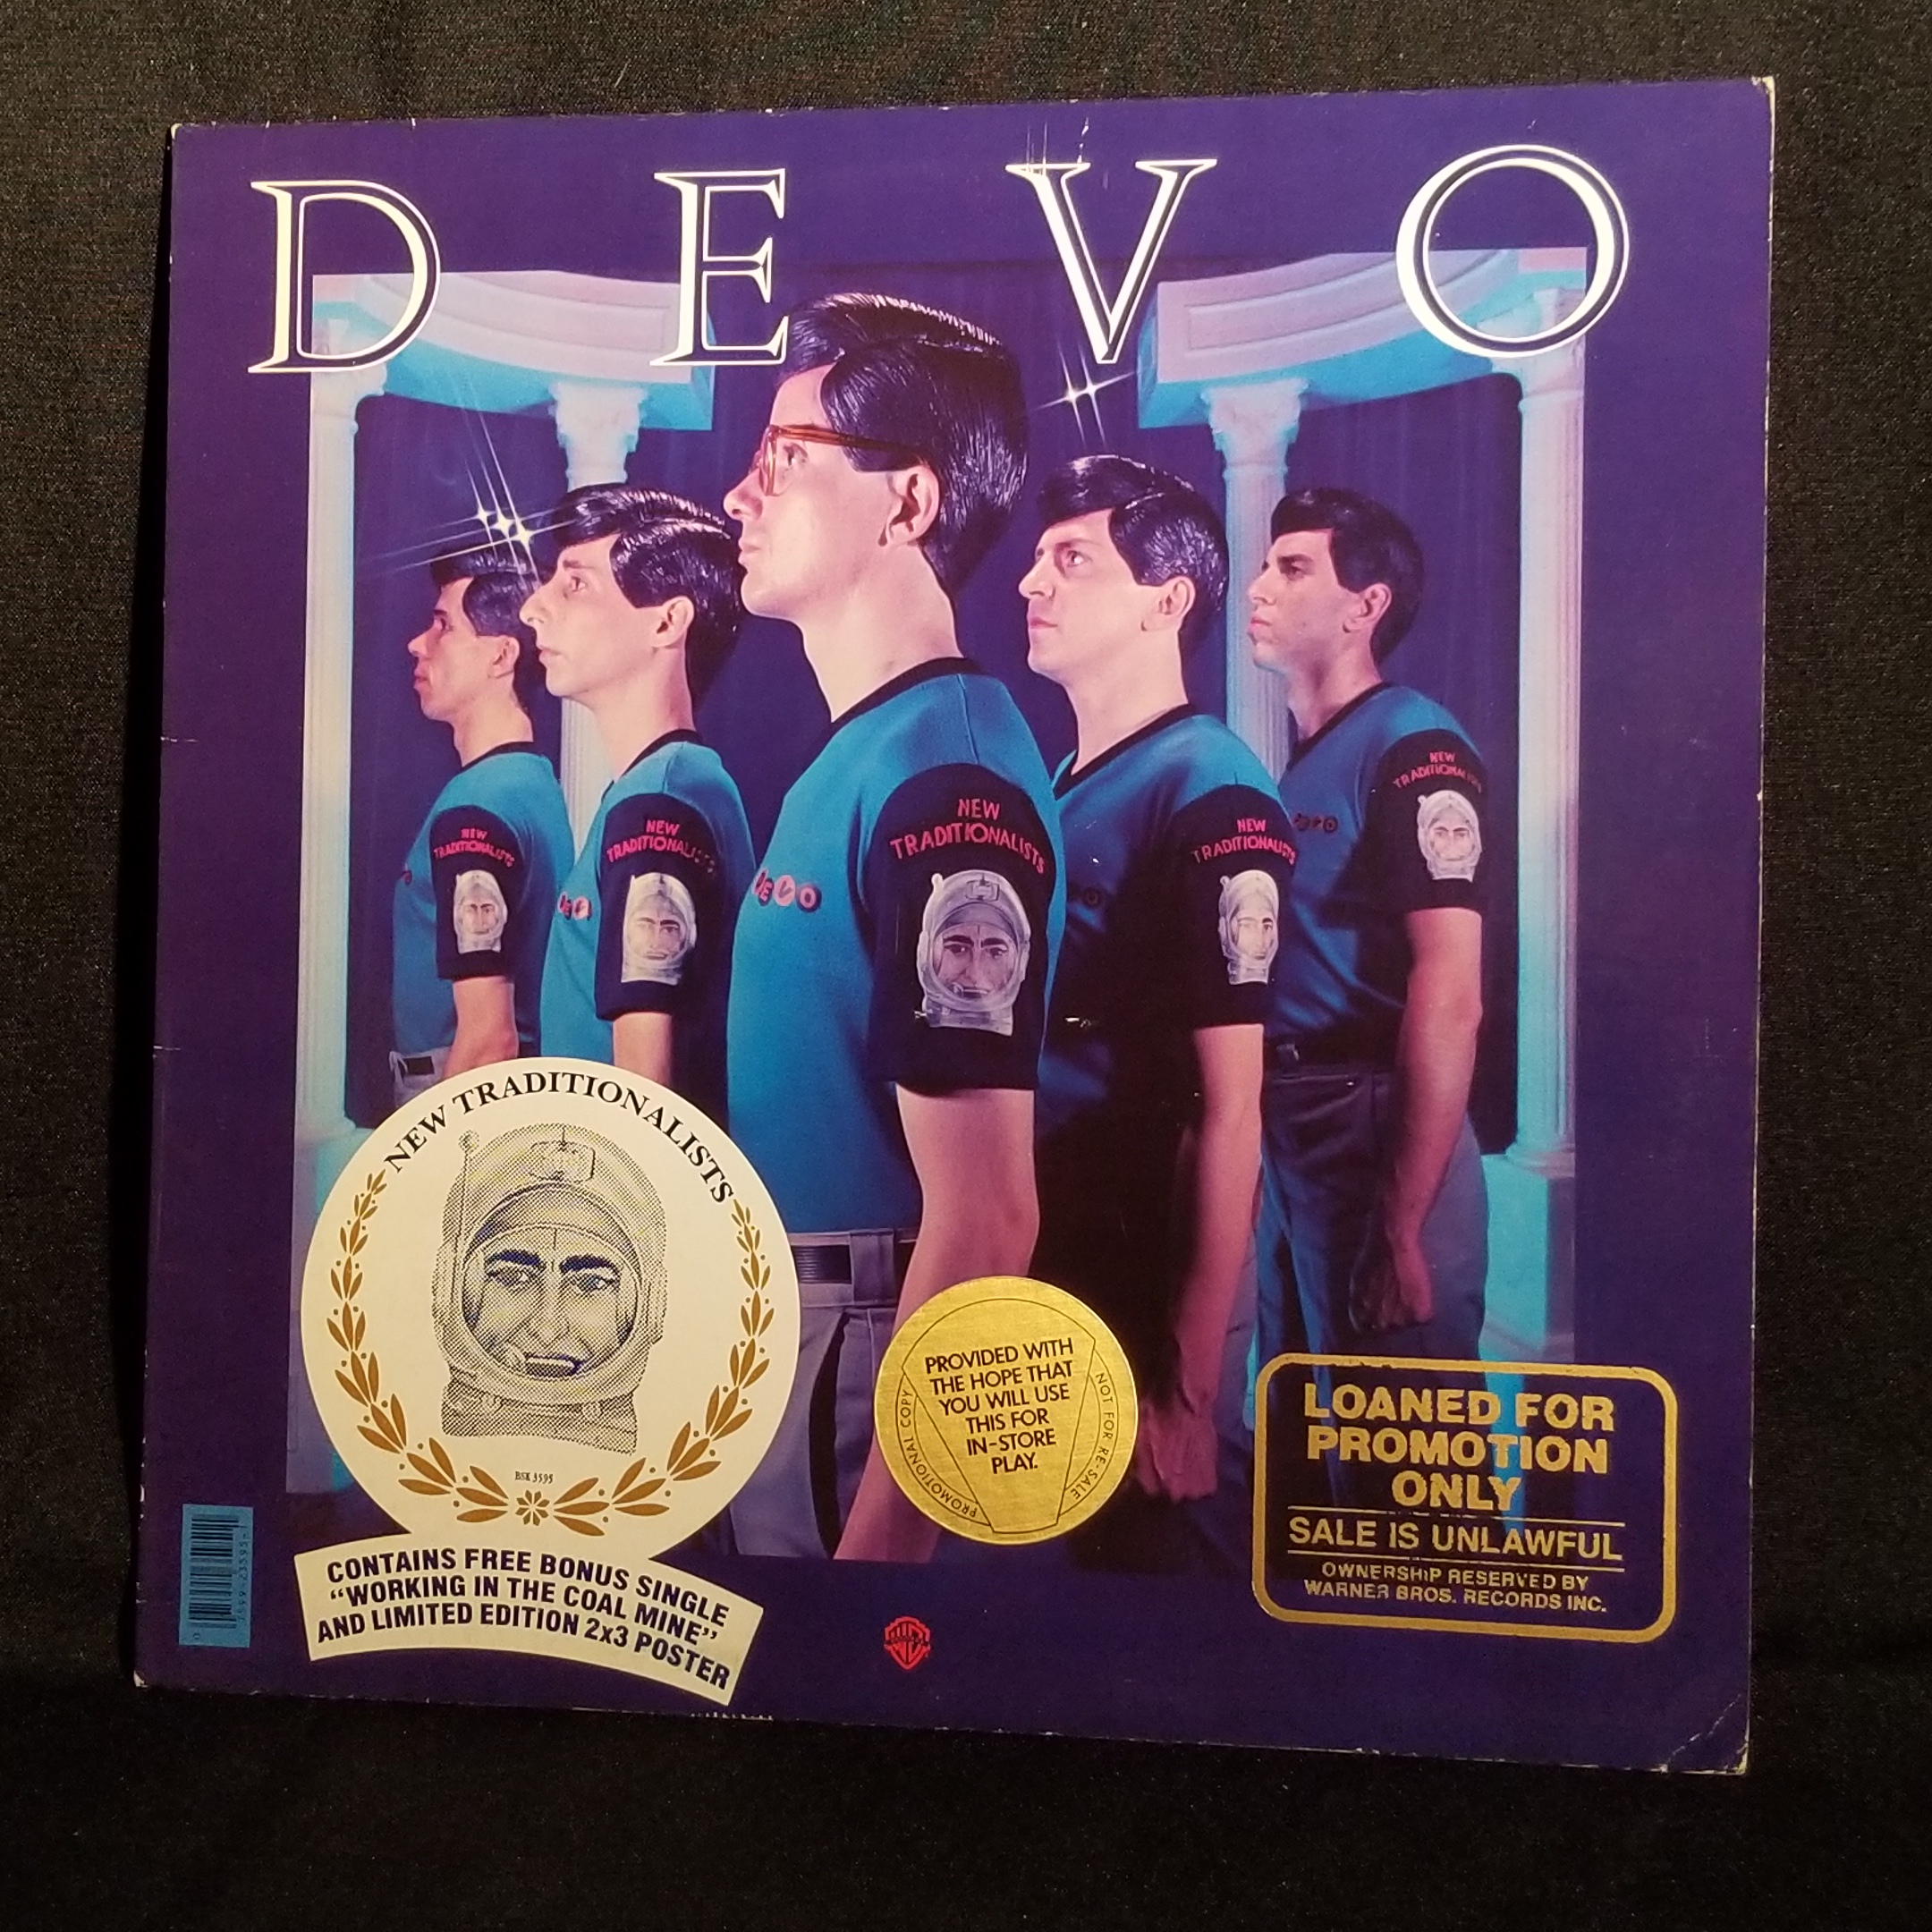 DEVO
NEW
TRADITIONALISTS
NEW
TRADITIONALISTS
NEW
TRADITIONALISTS
NEW
TRADITIONALISTS
NEW
TRADITIONALISTS
DEVO
NEW TRADITIONALISTS
BSK 3595
CONTAINS FREE BONUS SINGLE
“WORKING IN THE COAL MINE”
AND LIMITED EDITION 2x3 POSTER
PROVIDED WITH
THE HOPE THAT
YOU WILL USE
THIS FOR
IN-STORE
PLAY.
PROMOTIONAL COPY
NOT FOR RE-SALE
LOANED FOR
PROMOTION
ONLY
SALE IS UNLAWFUL
OWNERSHIP RESERVED BY
WARNER BROS. RECORDS INC.